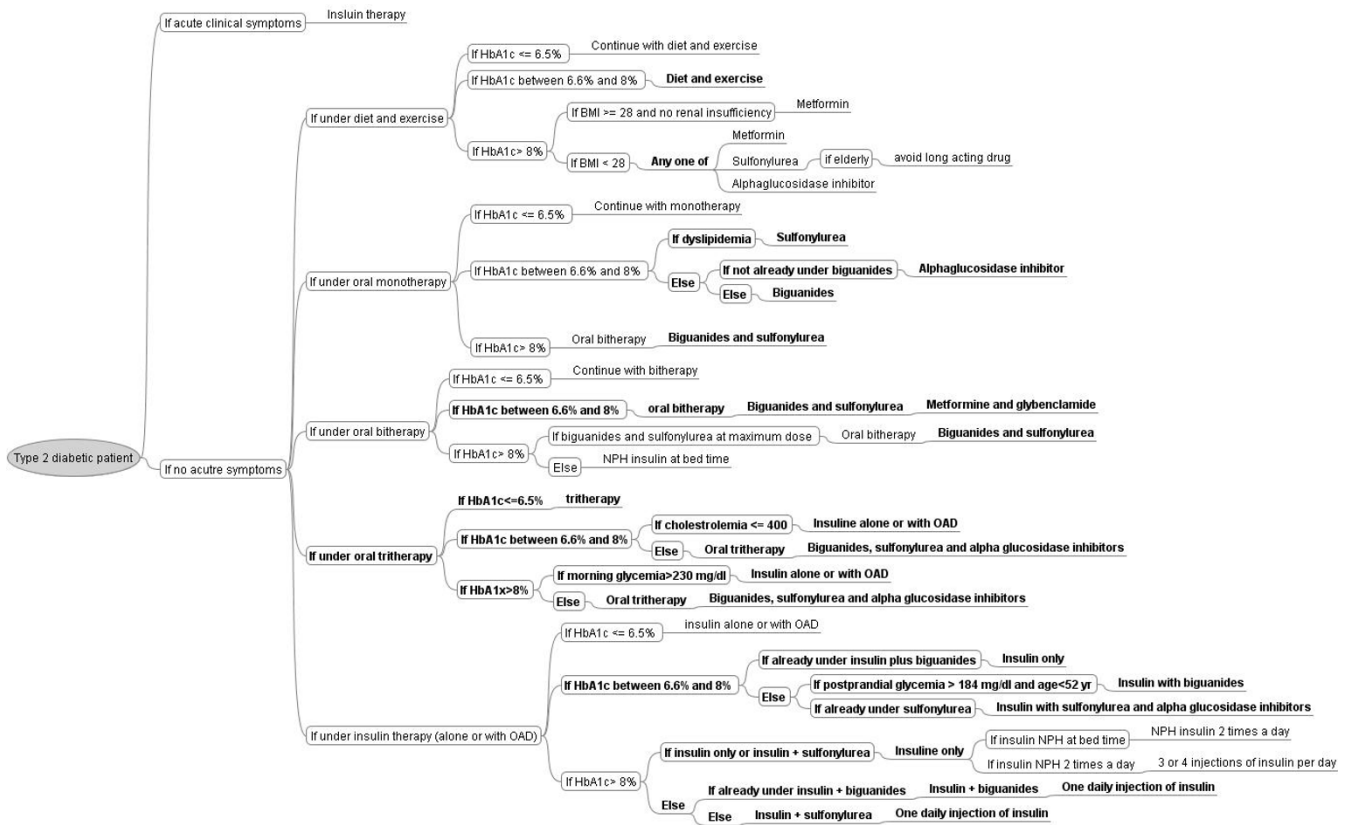 Type 2 diabetic patient
If acute clinical symptoms
Insluin therapy
If no acutre symptoms
If under diet and exercise
If HbA1c <= 6.5%
Continue with diet and exercise
If HbA1c between 6.6% and 8%
Diet and exercise
If HbA1c> 8%
If BMI >= 28 and no renal insufficiency
Metformin
If BMI < 28
Any one of
Metformin
Sulfonylurea
if elderly
avoid long acting drug
Alphaglucosidase inhibitor
If under oral monotherapy
If HbA1c <= 6.5%
Continue with monotherapy
If HbA1c between 6.6% and 8%
If dyslipidemia
Sulfonylurea
Else
If not already under biguanides
Alphaglucosidase inhibitor
Else
Biguanides
If HbA1c> 8%
Oral bitherapy
Biguanides and sulfonylurea
If under oral bitherapy
If HbA1c <= 6.5%
Continue with bitherapy
If HbA1c between 6.6% and 8%
oral bitherapy
Biguanides and sulfonylurea
Metformine and glybenclamide
If HbA1c> 8%
If biguanides and sulfonylurea at maximum dose
Oral bitherapy
Biguanides and sulfonylurea
Else
NPH insulin at bed time
If under oral tritherapy
If HbA1c<=6.5%
tritherapy
If HbA1c between 6.6% and 8%
If cholestrolemia <= 400
Insuline alone or with OAD
Else
Oral tritherapy
Biguanides, sulfonylurea and alpha glucosidase inhibitors
If HbA1x>8%
If morning glycemia>230 mg/dl
Insulin alone or with OAD
Else
Oral tritherapy
Biguanides, sulfonylurea and alpha glucosidase inhibitors
If under insulin therapy (alone or with OAD)
If HbA1c <= 6.5%
insulin alone or with OAD
If HbA1c between 6.6% and 8%
If already under insulin plus biguanides
Insulin only
Else
If postprandial glycemia > 184 mg/dl and age<52 yr
Insulin with biguanides
If already under sulfonylurea
Insulin with sulfonylurea and alpha glucosidase inhibitors
If HbA1c> 8%
If insulin only or insulin + sulfonylurea
Insuline only
If insulin NPH at bed time
NPH insulin 2 times a day
If insulin NPH 2 times a day
3 or 4 injections of insulin per day
Else
If already under insulin + biguanides
Insulin + biguanides
One daily injection of insulin
Else
Insulin + sulfonylurea
One daily injection of insulin